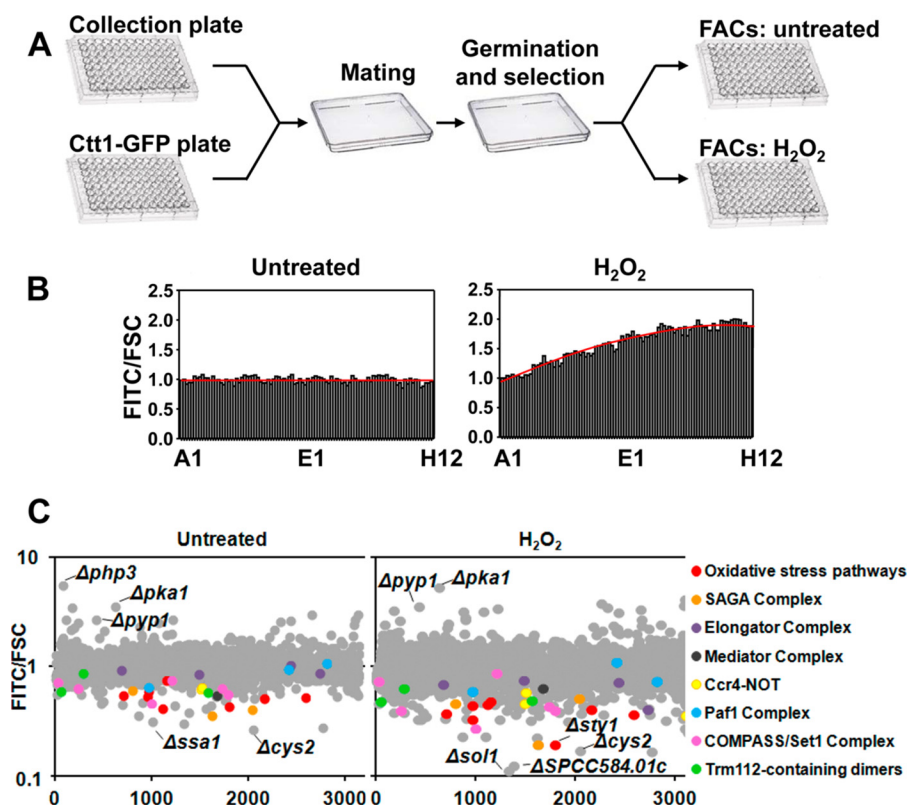 A
Collection plate
Ctt1-GFP plate
Mating
Germination
and selection
FACs: untreated
FACs: H₂O₂
B
Untreated
H₂O₂
FITC/FSC
2.5
2.0
1.5
1.0
0.5
0.0
A1 E1 H12
2.5
2.0
1.5
1.0
0.5
0.0
A1 E1 H12
C
Untreated
H₂O₂
FITC/FSC
10
1
0.1
Δphp3
Δpka1
Δpyp1
Δssa1
Δcys2
0 1000 2000 3000
Δpyp1
Δpka1
Δsty1
Δsol1
Δcys2
ΔSPCC584.01c
0 1000 2000 3000
Oxidative stress pathways
SAGA Complex
Elongator Complex
Mediator Complex
Ccr4-NOT
Paf1 Complex
COMPASS/Set1 Complex
Trm112-containing dimers